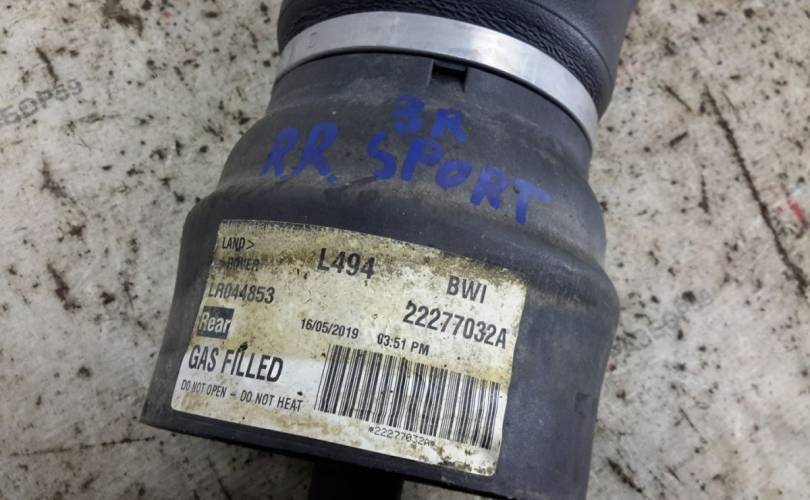 3R
R.R. SPORT
LAND>
-ROVER
L494
BWI
LR044853
22277032A
Rear
16/05/2019 03:51 PM
GAS FILLED
DO NOT OPEN - DO NOT HEAT
*22277032A*